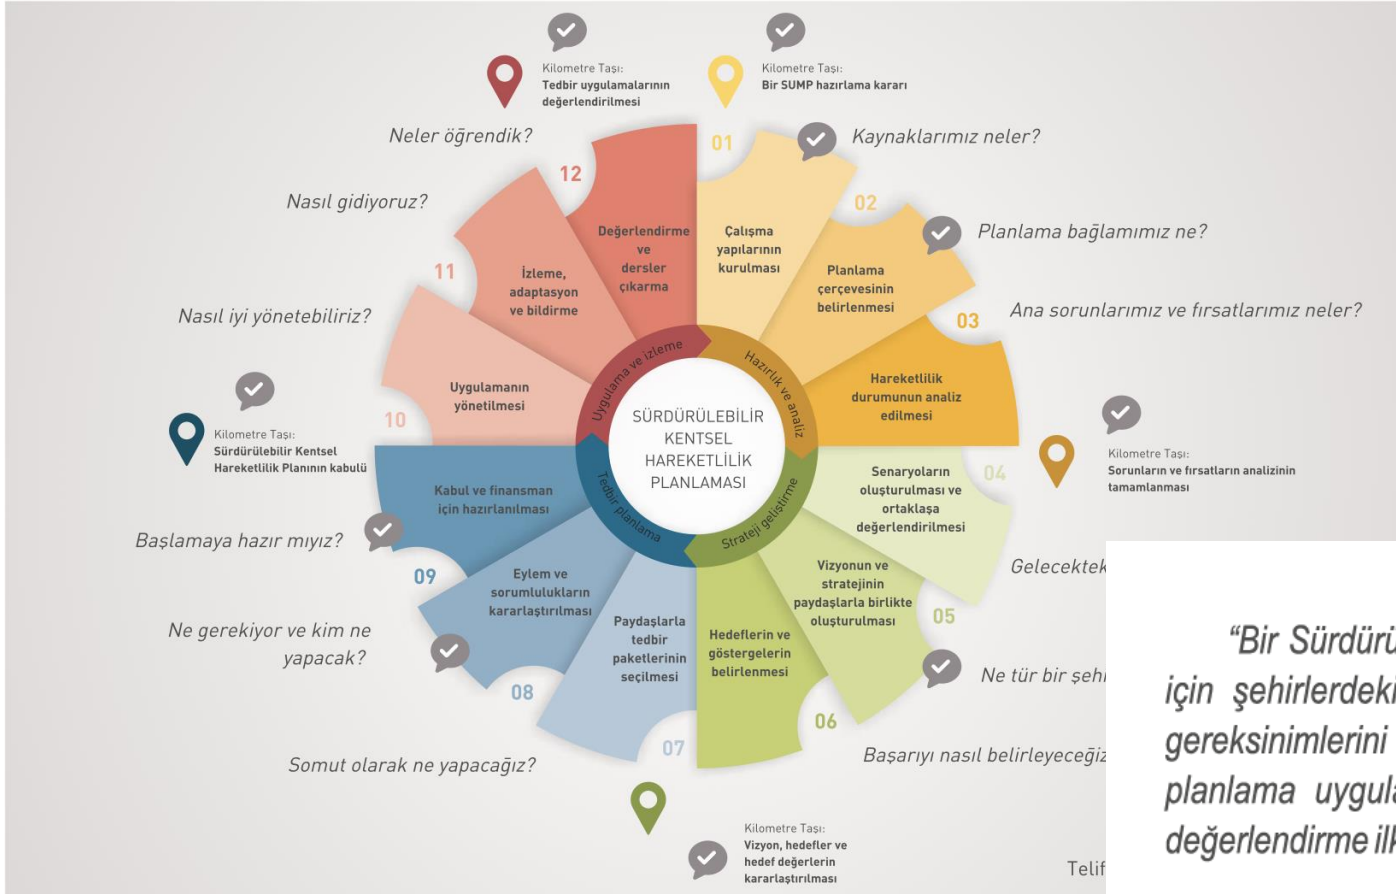 Kilometre Taşı:
Tedbir uygulamalarının
değerlendirilmesi
Kilometre Taşı:
Bir SUMP hazırlama kararı
Neler öğrendik?
Kaynaklarımız neler?
Nasıl gidiyoruz?
Planlama bağlamımız ne?
Nasıl iyi yönetebiliriz?
Ana sorunlarımız ve fırsatlarımız neler?
01
Çalışma
yapılarının
kurulması
02
Planlama
çerçevesinin
belirlenmesi
03
Hareketlilik
durumunun analiz
edilmesi
Kilometre Taşı:
Sorunların ve fırsatların analizinin
tamamlanması
04
Senaryoların
oluşturulması ve
ortaklaşa
değerlendirilmesi
05
Vizyonun ve
stratejinin
paydaşlarla birlikte
oluşturulması
Ne tür bir
06
Hedeflerin ve
göstergelerin
belirlenmesi
Başarıyı nasıl
Kilometre Taşı:
Vizyon, hedefler ve
hedef değerlerin
kararlaştırılması
07
Paydaşlarla
tedbir
paketlerinin
seçilmesi
Somut olarak ne yapacağız?
08
Eylem ve
sorumlulukların
kararlaştırılması
Ne gerekiyor ve kim ne
yapacak?
09
Kabul ve finansman
için hazırlanılması
Başlamaya hazır mıyız?
Kilometre Taşı:
Sürdürülebilir Kentsel
Hareketlilik Planının kabulü
10
Uygulamanın
yönetilmesi
11
İzleme,
adaptasyon
ve bildirme
12
Değerlendirme
ve
dersler
çıkarma
Uygulama ve izleme
Hazırlık ve analiz
Strateji geliştirme
Tedbir planlama
SÜRDÜRÜLEBİLİR
KENTSEL
HAREKETLİLİK
PLANLAMASI
“Bir
için şehirlerdeki
gereksinimlerini
planlama
değerlendirme